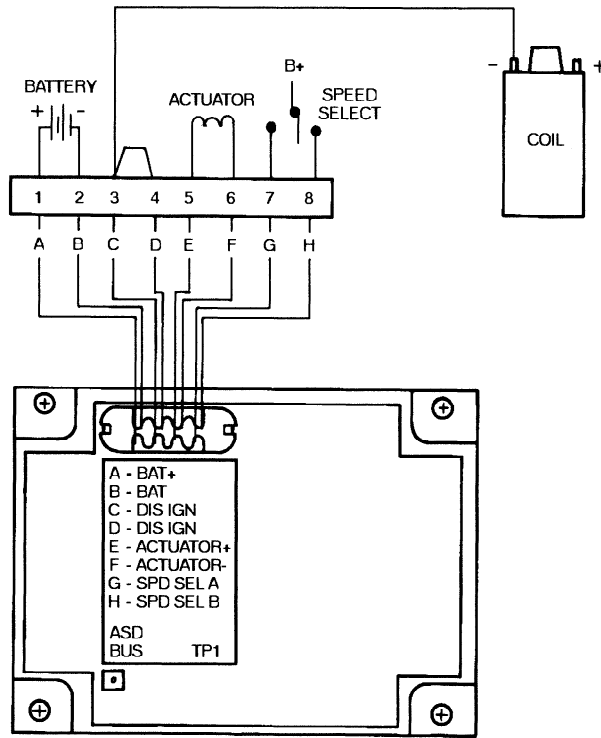 B+
BATTERY
ACTUATOR
SPEED
SELECT
+ -
- +
COIL
1 2 3 4 5 6 7 8
A B C D E F G H
A - BAT+
B - BAT
C - DIS IGN
D - DIS IGN
E - ACTUATOR+
F - ACTUATOR-
G - SPD SEL A
H - SPD SEL B
ASD
BUS TP1